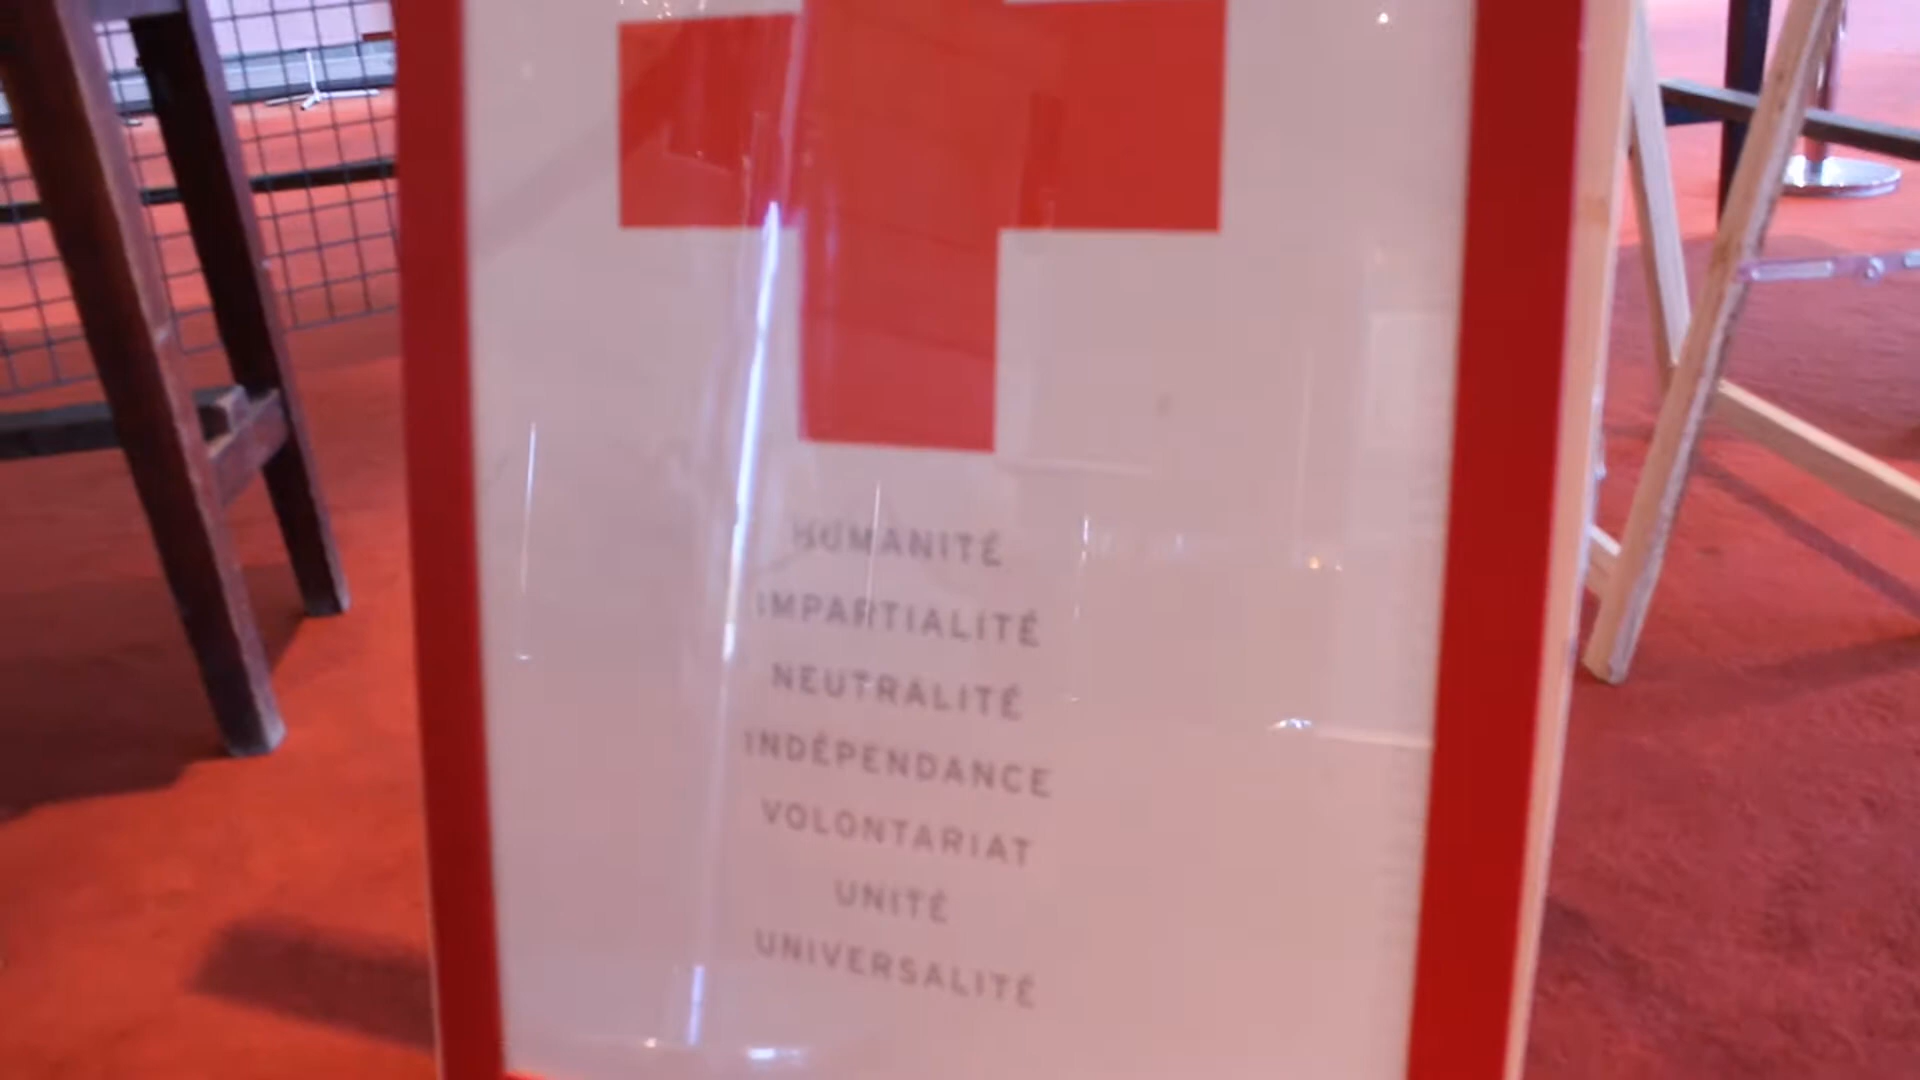 HUMANITÉ
IMPARTIALITÉ
NEUTRALITÉ
INDÉPENDANCE
VOLONTARIAT
UNITÉ
UNIVERSALITÉ